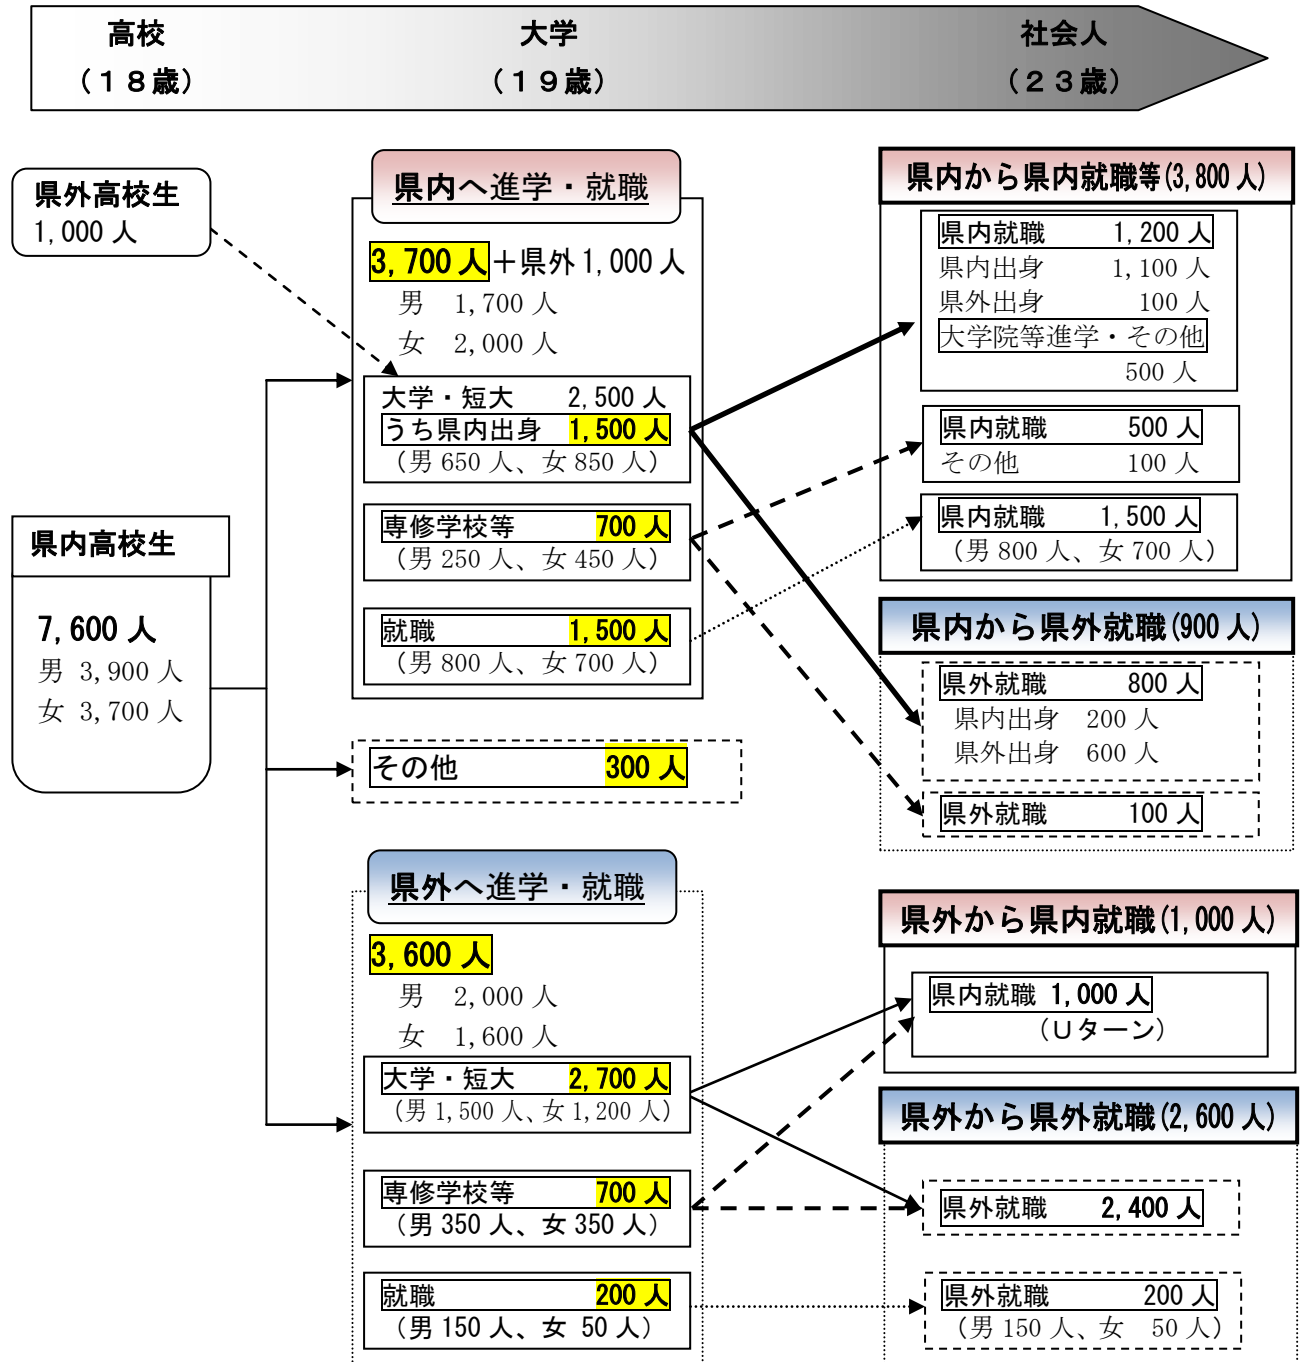 高校
（１８歳）
大学
（１９歳）
社会人
（２３歳）
県外高校生
1,000 人
県内高校生
7,600 人
男 3,900 人
女 3,700 人
県内へ進学・就職
3,700 人＋県外 1,000 人
男 1,700 人
女 2,000 人
大学・短大 2,500 人
うち県内出身 1,500 人
（男 650 人、女 850 人）
専修学校等 700 人
（男 250 人、女 450 人）
就職 1,500 人
（男 800 人、女 700 人）
その他 300 人
県外へ進学・就職
3,600 人
男 2,000 人
女 1,600 人
大学・短大 2,700 人
（男 1,500 人、女 1,200 人）
専修学校等 700 人
（男 350 人、女 350 人）
就職 200 人
（男 150 人、女 50 人）
県内から県内就職等(3,800 人)
県内就職 1,200 人
県内出身 1,100 人
県外出身 100 人
大学院等進学・その他
500 人
県内就職 500 人
その他 100 人
県内就職 1,500 人
（男 800 人、女 700 人）
県内から県外就職(900 人)
県外就職 800 人
県内出身 200 人
県外出身 600 人
県外就職 100 人
県外から県内就職(1,000 人)
県内就職 1,000 人
（Ｕターン）
県外から県外就職(2,600 人)
県外就職 2,400 人
県外就職 200 人
（男 150 人、女 50 人）